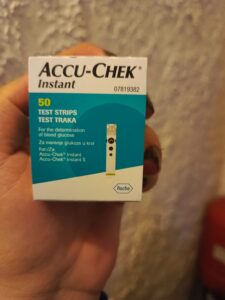 ACCU-CHEK®
Instant
07819382
50
TEST STRIPS
TEST TRAKA
For the determination
of blood glucose
Za merenje glukoze u krvi
For/Za:
Accu-Chek® Instant
Accu-Chek® Instant S
Roche